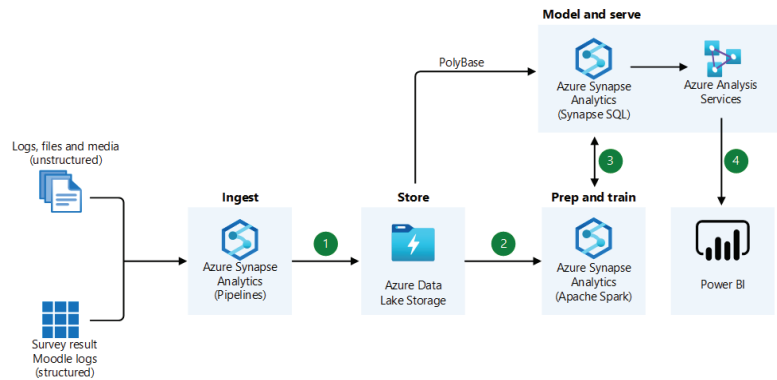 Model and serve
PolyBase
Azure Synapse
Analytics
(Synapse SQL)
Azure Analysis
Services
Logs, files and media
(unstructured)
3
4
Ingest
Store
Prep and train
1
2
Azure Synapse
Analytics
(Pipelines)
Azure Data
Lake Storage
Azure Synapse
Analytics
(Apache Spark)
Power BI
Survey result
Moodle logs
(structured)